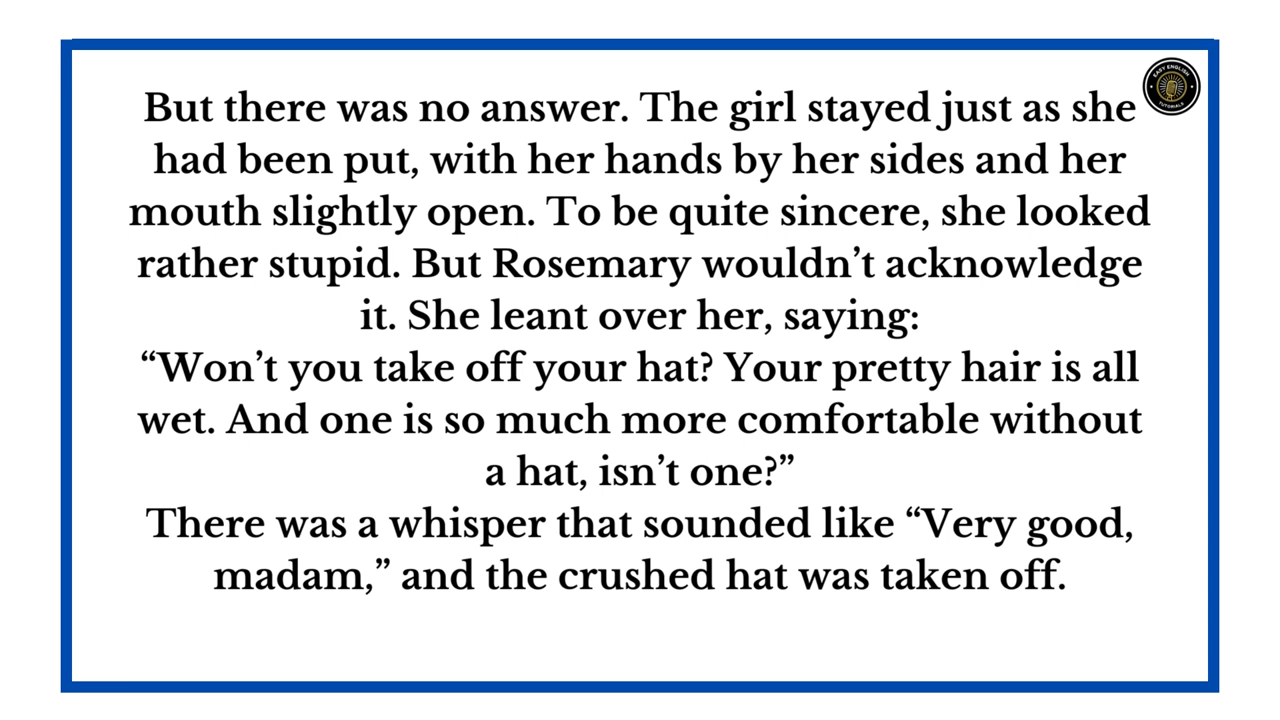 EASY ENGLISH
TUTORIALS
But there was no answer. The girl stayed just as she
had been put, with her hands by her sides and her
mouth slightly open. To be quite sincere, she looked
rather stupid. But Rosemary wouldn’t acknowledge
it. She leant over her, saying:
“Won’t you take off your hat? Your pretty hair is all
wet. And one is so much more comfortable without
a hat, isn’t one?”
There was a whisper that sounded like “Very good,
madam,” and the crushed hat was taken off.